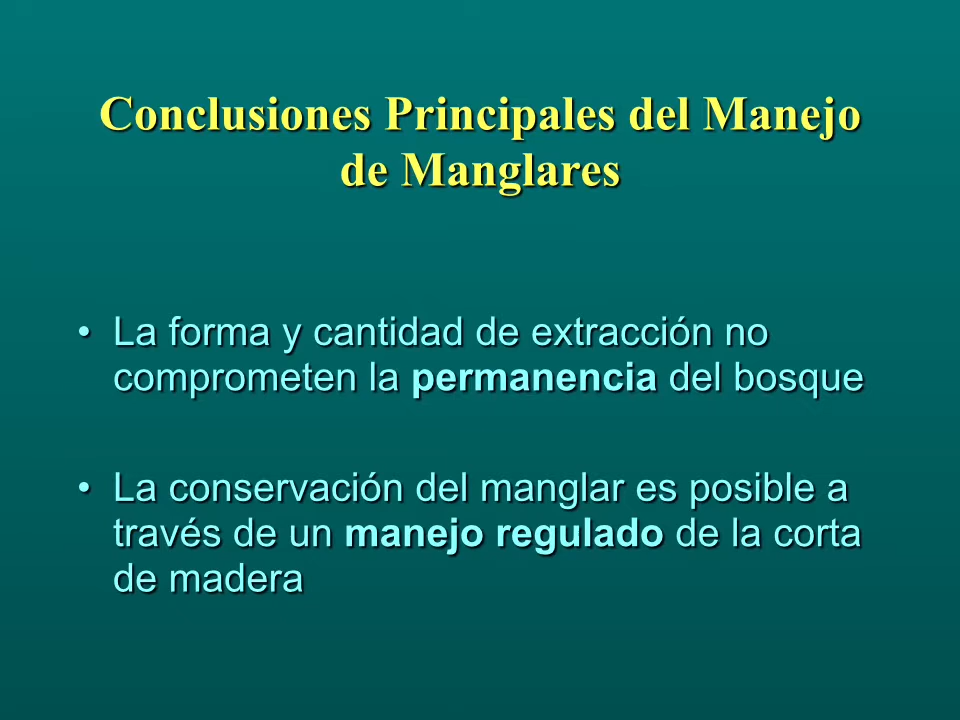 Conclusiones Principales del Manejo
de Manglares
• La forma y cantidad de extracción no
comprometen la permanencia del bosque
• La conservación del manglar es posible a
través de un manejo regulado de la corta
de madera